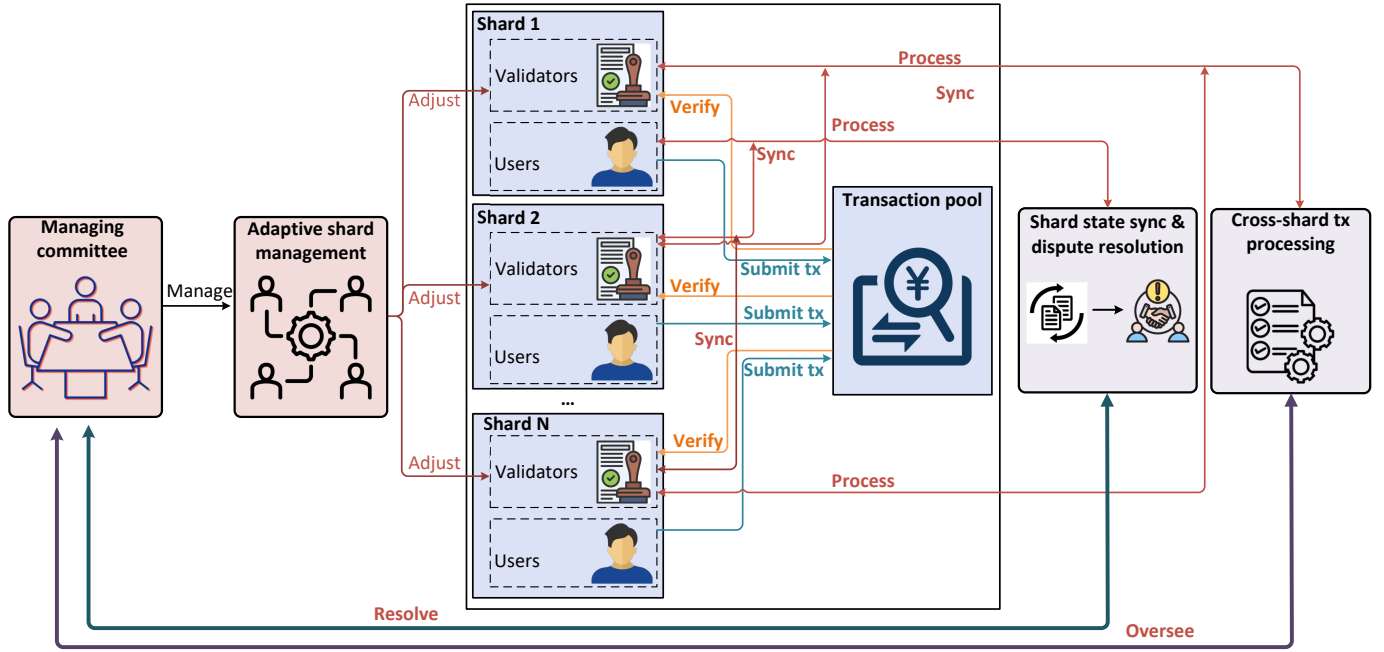 Shard 1
Validators
Users
Adjust
Verify
Process
Sync
Process
Sync
Managing
committee
Manage
Adaptive shard
management
Shard 2
Validators
Users
Adjust
Verify
Submit tx
Submit tx
Sync
Submit tx
Transaction pool
¥
Shard state sync &
dispute resolution
!
Cross-shard tx
processing
...
Shard N
Validators
Users
Adjust
Verify
Process
Resolve
Oversee